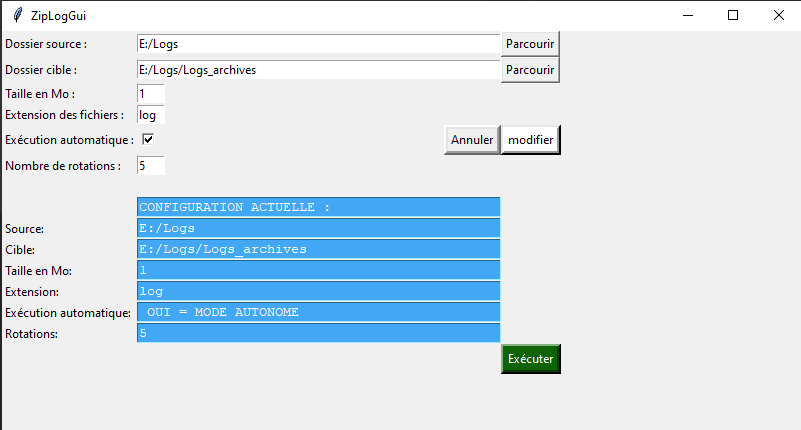 ZipLogGui
Dossier source : E:/Logs Parcourir
Dossier cible : E:/Logs/Logs_archives Parcourir
Taille en Mo : 1
Extension des fichiers : log
Exécution automatique : Annuler modifier
Nombre de rotations : 5
CONFIGURATION ACTUELLE :
Source: E:/Logs
Cible: E:/Logs/Logs_archives
Taille en Mo: 1
Extension: log
Exécution automatique: OUI = MODE AUTONOME
Rotations: 5
Exécuter